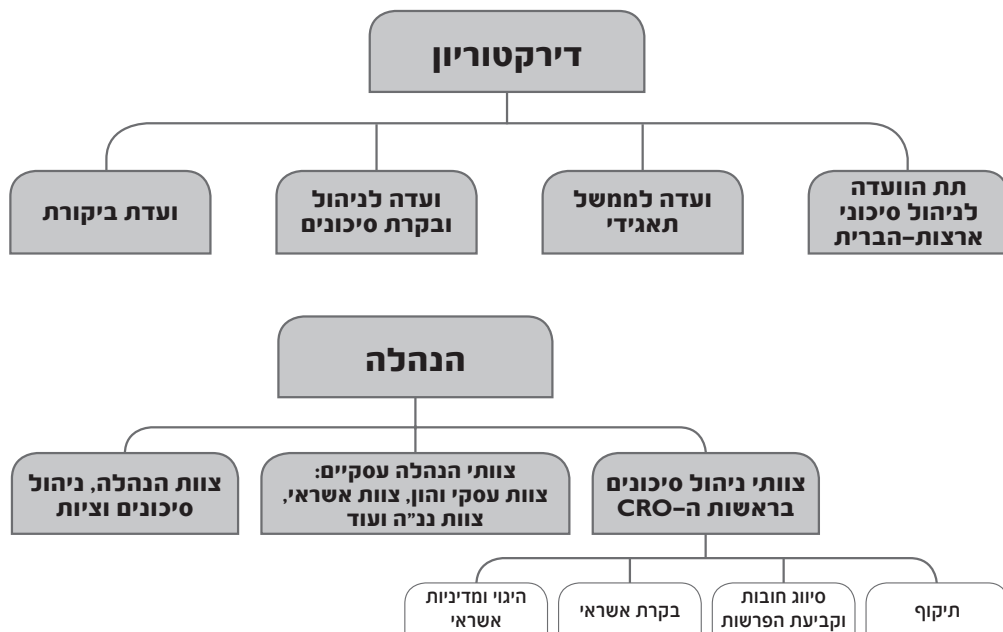 דירקטוריון
תת הוועדה
לניהול סיכוני
ארצות-הברית
ועדה לממשל
תאגידי
ועדה לניהול
ובקרת סיכונים
ועדת ביקורת
הנהלה
צוותי ניהול סיכונים
בראשות ה-CRO
צוותי הנהלה עסקיים:
צוות עסקי והון, צוות אשראי,
צוות ננ"ה ועוד
צוות הנהלה, ניהול
סיכונים וציות
תיקוף
סיווג חובות
וקביעת הפרשות
בקרת אשראי
היגוי ומדיניות
אשראי